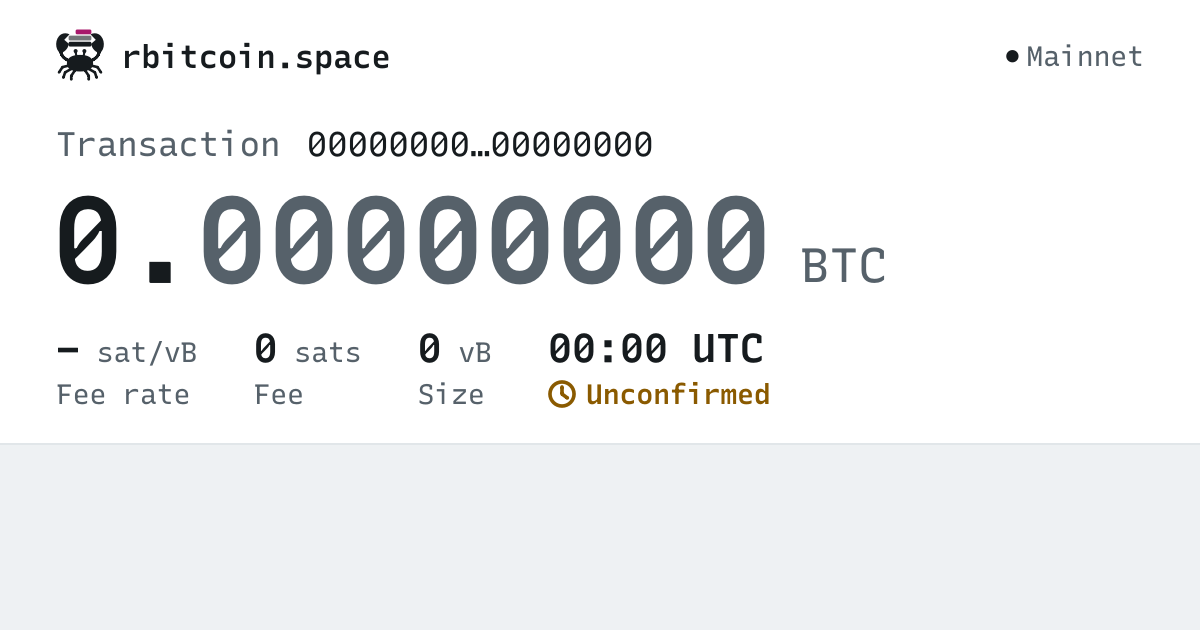 rbitcoin.space
Mainnet
Transaction 00000000…00000000
0.00000000 BTC
– sat/vB 0 sats 0 vB 00:00 UTC
Fee rate Fee Size Unconfirmed